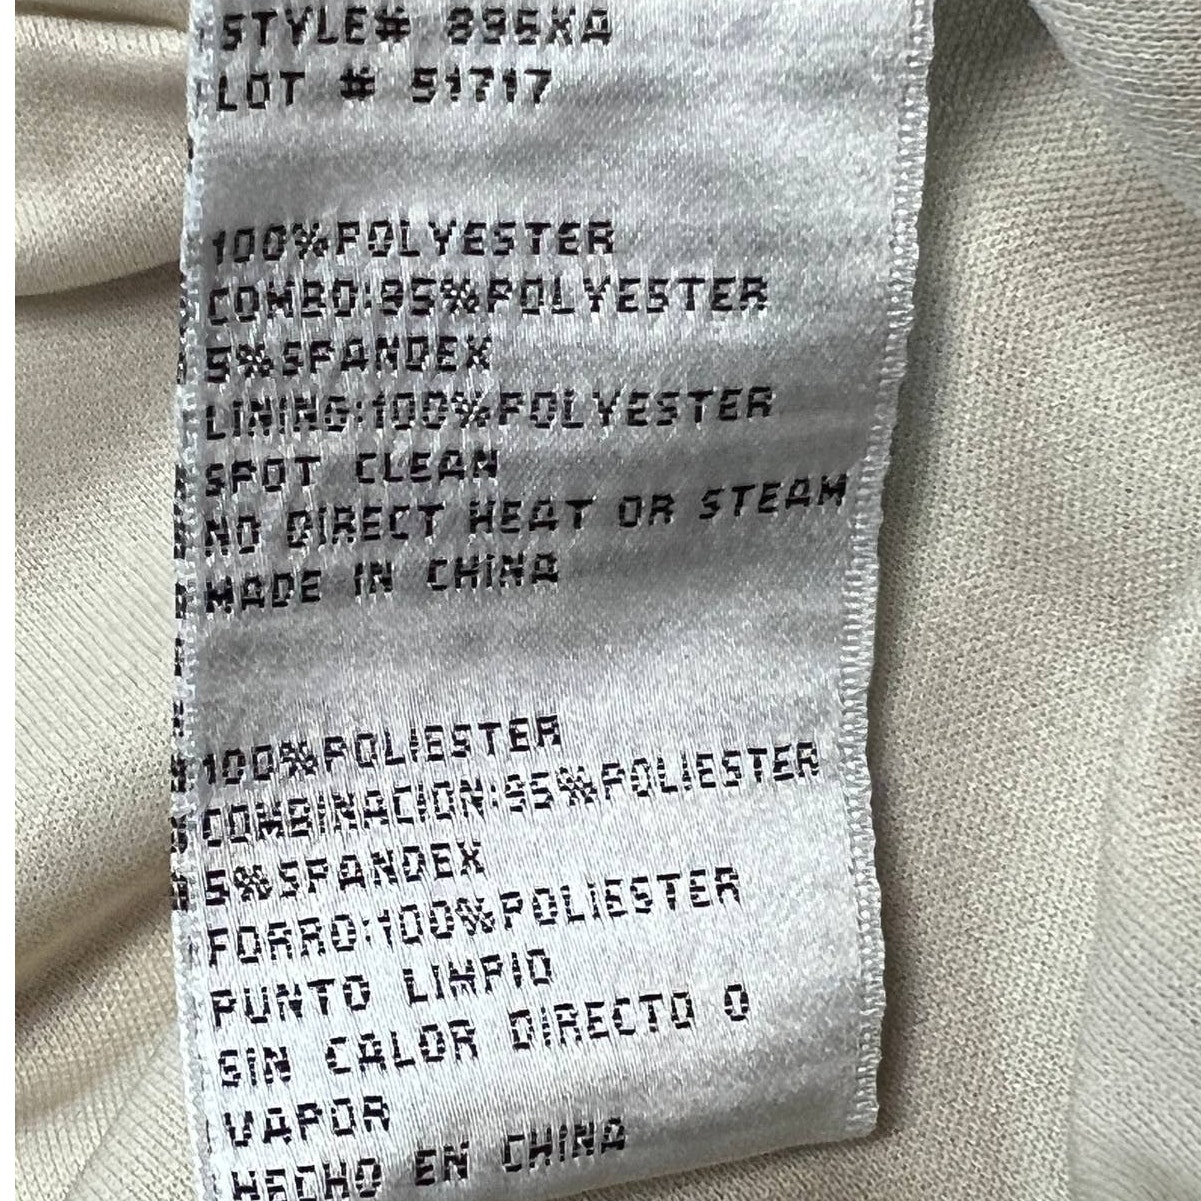 STYLE# 895XA
LOT # 51717
100%POLYESTER
COMBO:95%POLYESTER
5%SPANDEX
LINING:100%POLYESTER
SPOT CLEAN
NO DIRECT HEAT OR STEAM
MADE IN CHINA
100%POLIESTER
COMBINACION:95%POLIESTER
5%SPANDEX
FORRO:100%POLIESTER
PUNTO LIMPIO
SIN CALOR DIRECTO O
VAPOR
HECHO EN CHINA